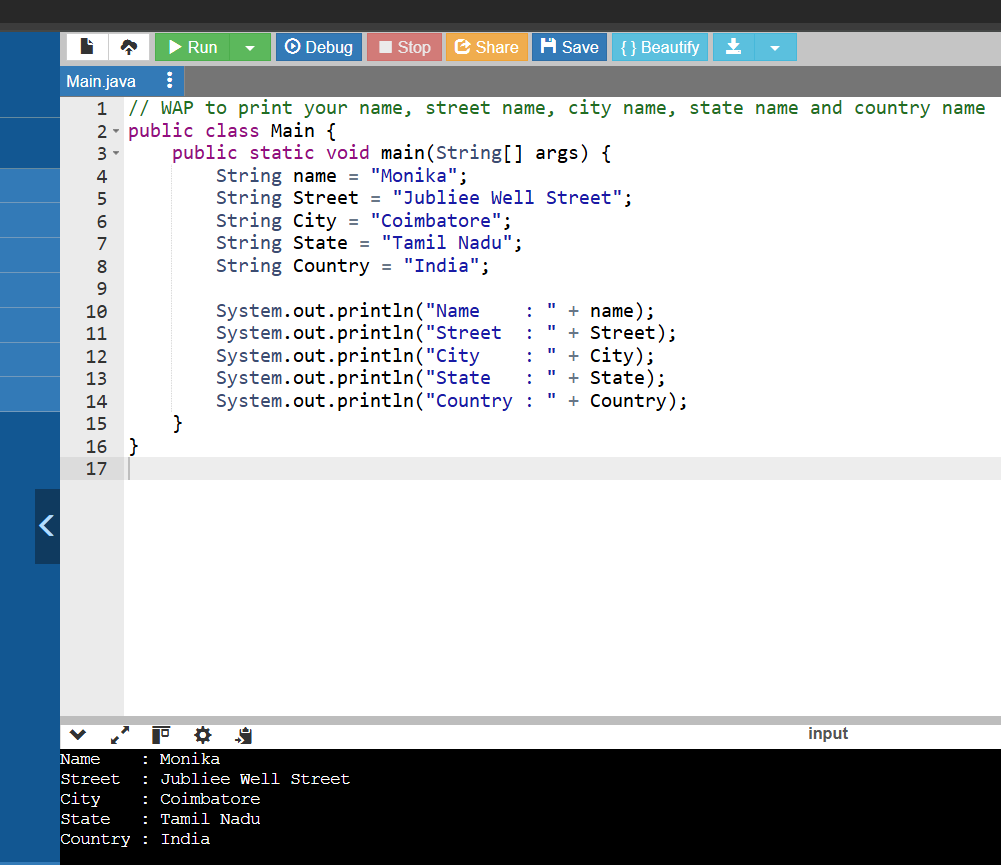 Run Debug Stop Share Save { } Beautify
Main.java
1 // WAP to print your name, street name, city name, state name and country name
2 public class Main {
3     public static void main(String[] args) {
4         String name = "Monika";
5         String Street = "Jubliee Well Street";
6         String City = "Coimbatore";
7         String State = "Tamil Nadu";
8         String Country = "India";
9
10         System.out.println("Name    : " + name);
11         System.out.println("Street  : " + Street);
12         System.out.println("City    : " + City);
13         System.out.println("State   : " + State);
14         System.out.println("Country : " + Country);
15     }
16 }
17
input
Name    : Monika
Street  : Jubliee Well Street
City    : Coimbatore
State   : Tamil Nadu
Country : India